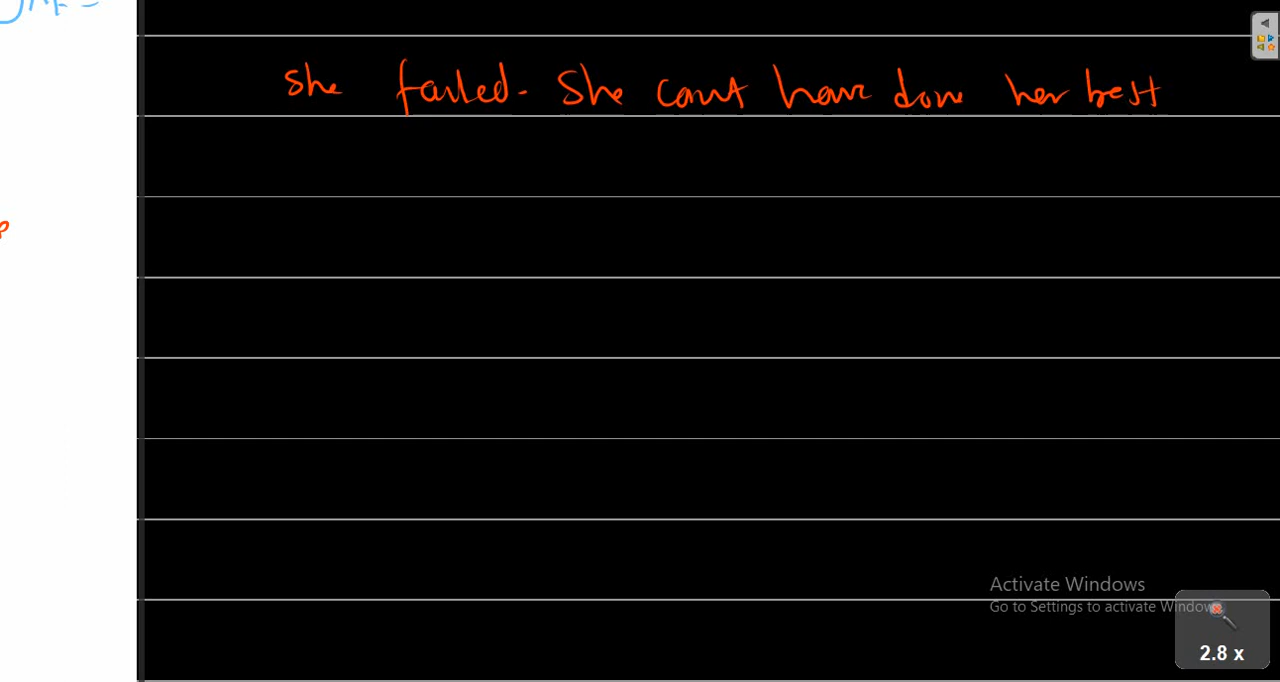 she failed. She can't have done her best
Activate Windows
Go to Settings to activate Windows
2.8 x